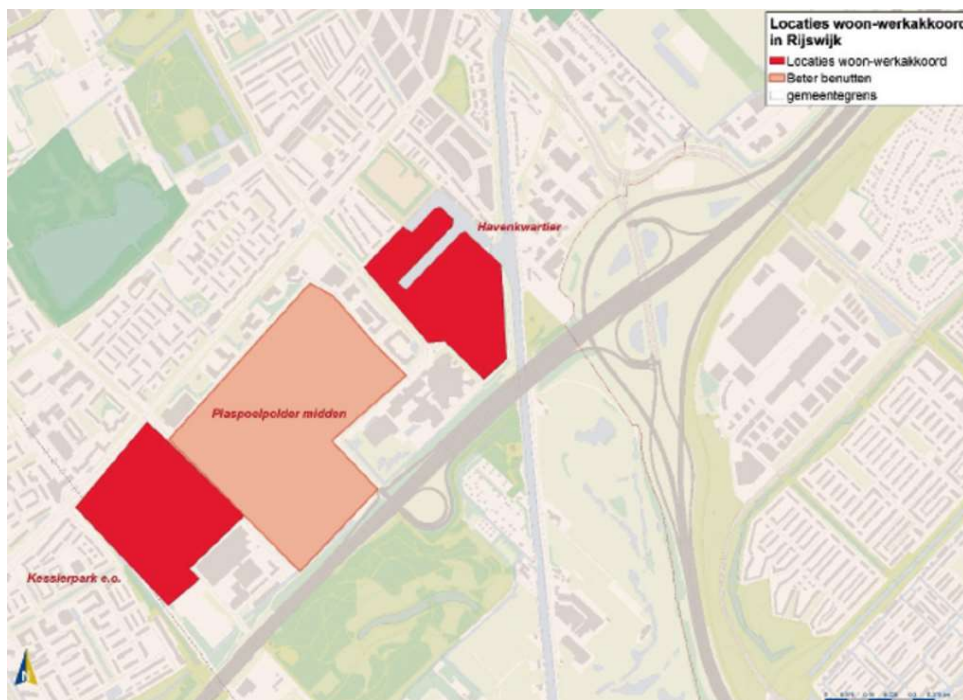 Locaties woon-werkakkoord
in Rijswijk
Locaties woon-werkakkoord
Beter benutten
gemeentegrens
Havenkwartier
Plaspoelpolder midden
Kesslerpark e.o.